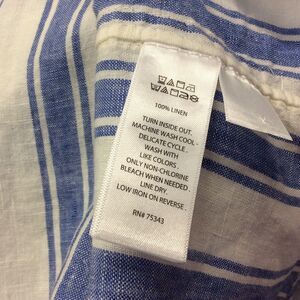 100% LINEN
TURN INSIDE OUT.
MACHINE WASH COOL -
DELICATE CYCLE.
WASH WITH
LIKE COLORS.
ONLY NON-CHLORINE
BLEACH WHEN NEEDED.
LINE DRY.
LOW IRON ON REVERSE.
RN# 75343